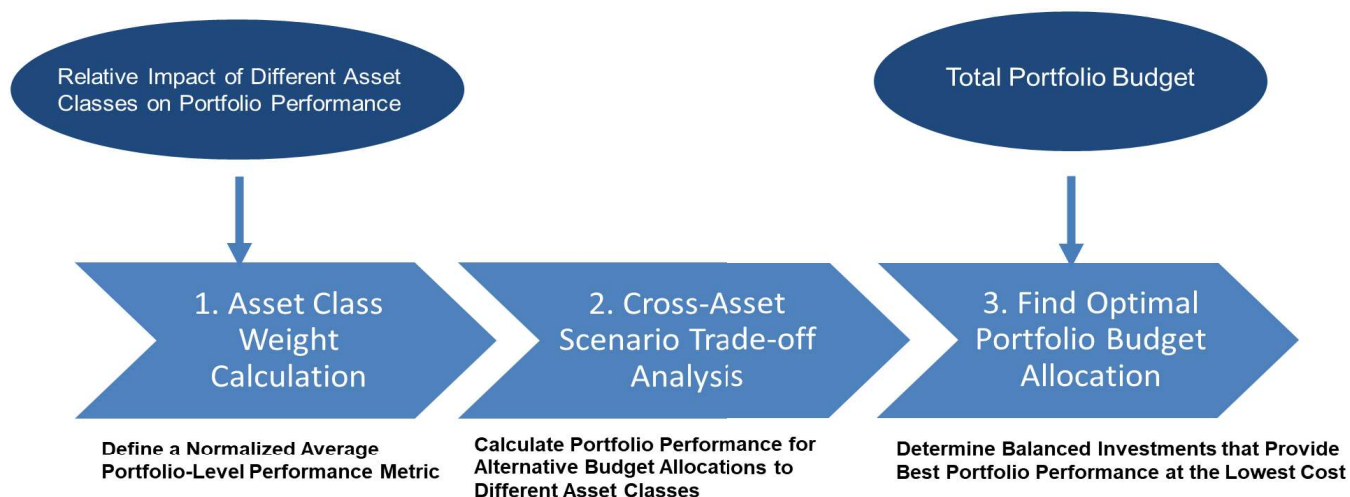 Relative Impact of Different Asset
Classes on Portfolio Performance
Total Portfolio Budget
1. Asset Class
Weight
Calculation
2. Cross-Asset
Scenario Trade-off
Analysis
3. Find Optimal
Portfolio Budget
Allocation
Define a Normalized Average
Portfolio-Level Performance Metric
Calculate Portfolio Performance for
Alternative Budget Allocations to
Different Asset Classes
Determine Balanced Investments that Provide
Best Portfolio Performance at the Lowest Cost